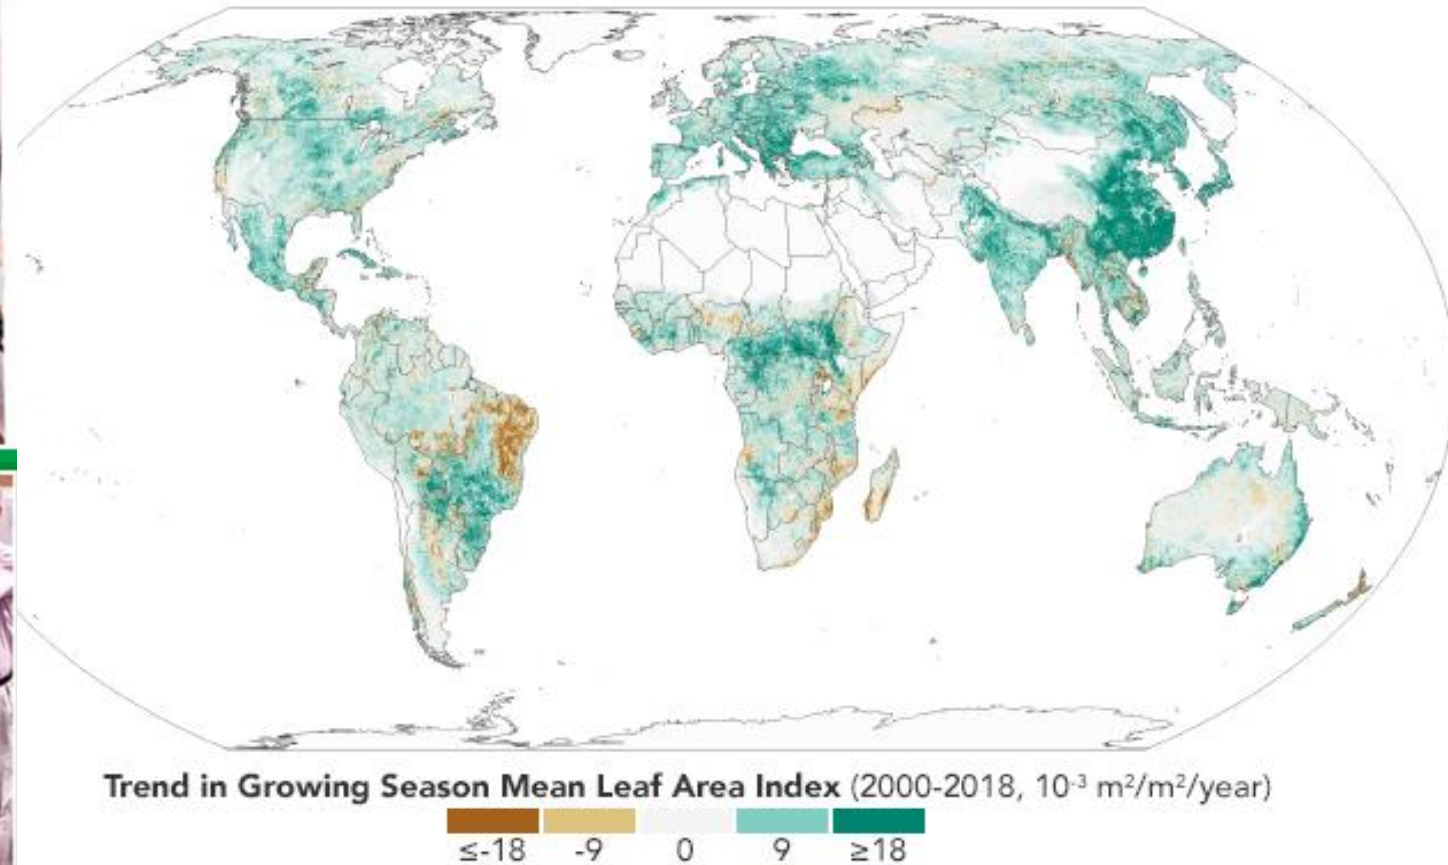 Trend in Growing Season Mean Leaf Area Index (2000-2018, 10⁻³ m²/m²/year)
≤-18 -9 0 9 ≥18